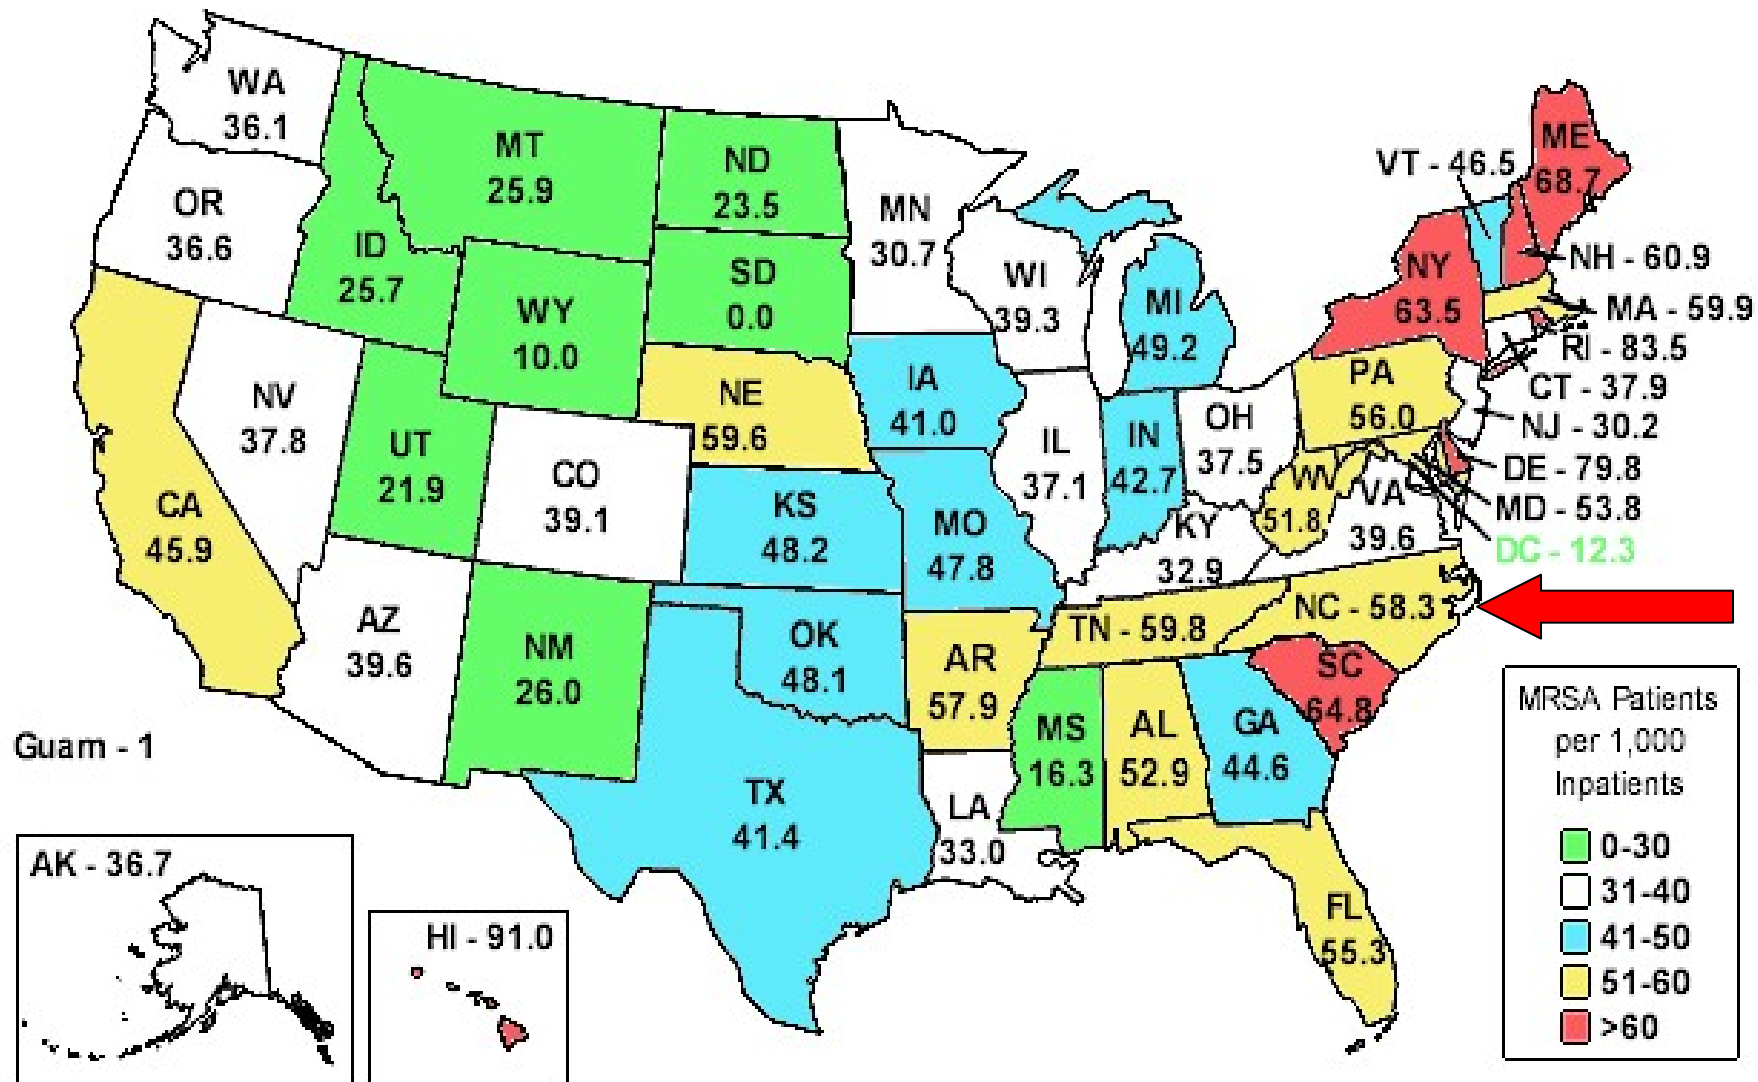 WA
36.1
MT
25.9
ND
23.5
MN
30.7
OR
36.6
ID
25.7
WY
10.0
SD
0.0
WI
39.3
MI
49.2
VT - 46.5
ME
68.7
NY
63.5
NH - 60.9
MA - 59.9
RI - 83.5
CT - 37.9
NJ - 30.2
DE - 79.8
MD - 53.8
DC - 12.3
PA
56.0
NV
37.8
UT
21.9
CO
39.1
NE
59.6
IA
41.0
IL
37.1
IN
42.7
OH
37.5
WV
51.8
VA
39.6
CA
45.9
KS
48.2
MO
47.8
KY
32.9
NC - 58.3
TN - 59.8
AZ
39.6
NM
26.0
OK
48.1
AR
57.9
SC
64.8
MS
16.3
AL
52.9
GA
44.6
TX
41.4
LA
33.0
FL
55.3
Guam - 1
AK - 36.7
HI - 91.0
MRSA Patients
per 1,000
Inpatients
0-30
31-40
41-50
51-60
>60